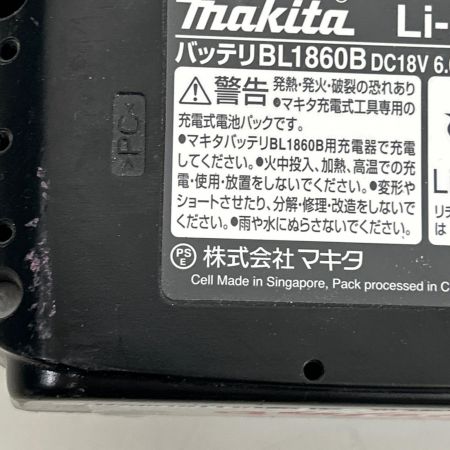 makita® Li-
バッテリBL1860B DC18V 6.0
⚠警告 発熱・発火・破裂の恐れあり
●マキタ充電式工具専用の
充電式電池パックです。
●マキタバッテリBL1860B用充電器で充電
してください。●火中投入、加熱、高温での充
電・使用・放置をしないでください。●変形や
ショートさせたり、分解・修理・改造をしないで
ください。●雨や水にぬらさないでください。
PS
E
株式会社 マキタ
Cell Made in Singapore, Pack processed in C
>PC<
Li
リチ
は